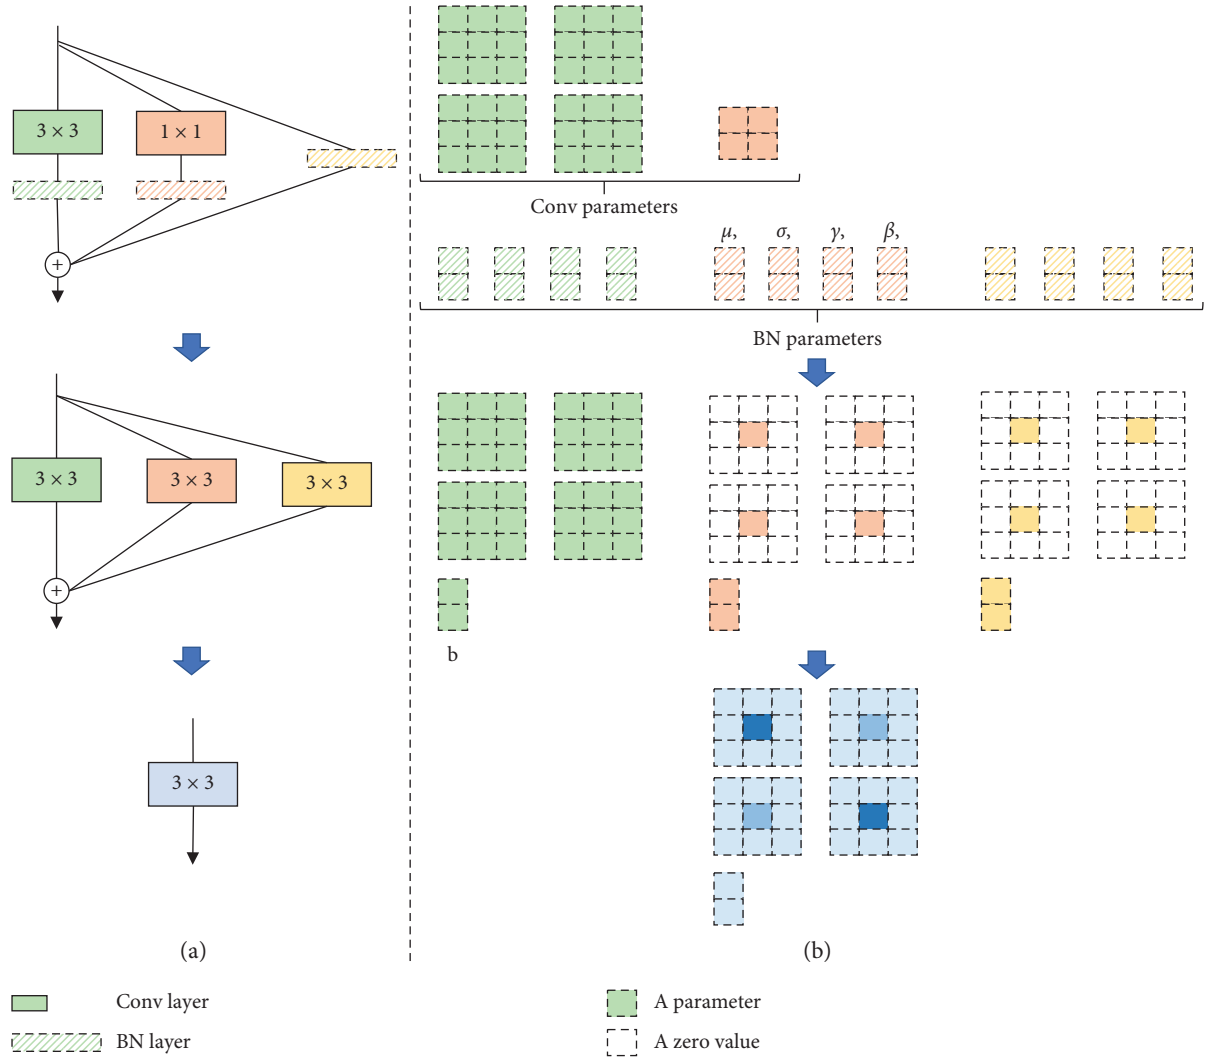 3 × 3
1 × 1
+
Conv parameters
μ, σ, γ, β,
BN parameters
3 × 3
3 × 3
3 × 3
+
b
3 × 3
(a)
(b)
Conv layer
BN layer
A parameter
A zero value